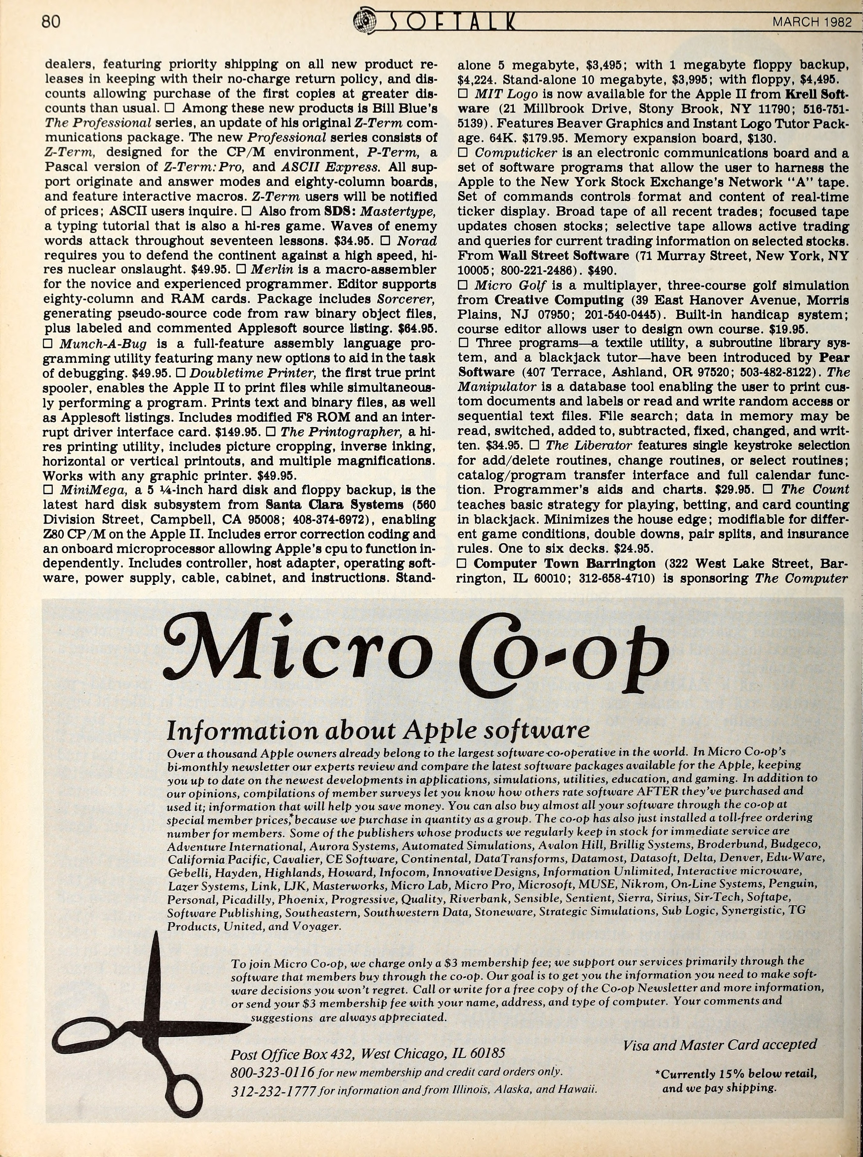 80
SOFTALK
MARCH 1982
dealers, featuring priority shipping on all new product re-
leases in keeping with their no-charge return policy, and dis-
counts allowing purchase of the first copies at greater dis-
counts than usual. □ Among these new products is Bill Blue's
The Professional series, an update of his original Z-Term com-
munications package. The new Professional series consists of
Z-Term, designed for the CP/M environment, P-Term, a
Pascal version of Z-Term: Pro, and ASCII Express. All sup-
port originate and answer modes and eighty-column boards,
and feature interactive macros. Z-Term users will be notified
of prices; ASCII users inquire. □ Also from SDS: Mastertype,
a typing tutorial that is also a hi-res game. Waves of enemy
words attack throughout seventeen lessons. $34.95. □ Norad
requires you to defend the continent against a high speed, hi-
res nuclear onslaught. $49.95. □ Merlin is a macro-assembler
for the novice and experienced programmer. Editor supports
eighty-column and RAM cards. Package includes Sorcerer,
generating pseudo-source code from raw binary object files,
plus labeled and commented Applesoft source listing. $64.95.
□ Munch-A-Bug is a full-feature assembly language pro-
gramming utility featuring many new options to aid in the task
of debugging. $49.95. □ Doubletime Printer, the first true print
spooler, enables the Apple II to print files while simultaneous-
ly performing a program. Prints text and binary files, as well
as Applesoft listings. Includes modified F8 ROM and an inter-
rupt driver interface card. $149.95. □ The Printographer, a hi-
res printing utility, includes picture cropping, inverse inking,
horizontal or vertical printouts, and multiple magnifications.
Works with any graphic printer. $49.95.
□ MiniMega, a 5 ¼-inch hard disk and floppy backup, is the
latest hard disk subsystem from Santa Clara Systems (560
Division Street, Campbell, CA 95008; 408-374-6972), enabling
Z80 CP/M on the Apple II. Includes error correction coding and
an onboard microprocessor allowing Apple's cpu to function in-
dependently. Includes controller, host adapter, operating soft-
ware, power supply, cable, cabinet, and instructions. Stand-
alone 5 megabyte, $3,495; with 1 megabyte floppy backup,
$4,224. Stand-alone 10 megabyte, $3,995; with floppy, $4,495.
□ MIT Logo is now available for the Apple II from Krell Soft-
ware (21 Millbrook Drive, Stony Brook, NY 11790; 516-751-
5139). Features Beaver Graphics and Instant Logo Tutor Pack-
age. 64K. $179.95. Memory expansion board, $130.
□ Computicker is an electronic communications board and a
set of software programs that allow the user to harness the
Apple to the New York Stock Exchange's Network "A" tape.
Set of commands controls format and content of real-time
ticker display. Broad tape of all recent trades; focused tape
updates chosen stocks; selective tape allows active trading
and queries for current trading information on selected stocks.
From Wall Street Software (71 Murray Street, New York, NY
10005; 800-221-2486). $490.
□ Micro Golf is a multiplayer, three-course golf simulation
from Creative Computing (39 East Hanover Avenue, Morris
Plains, NJ 07950; 201-540-0445). Built-in handicap system;
course editor allows user to design own course. $19.95.
□ Three programs—a textile utility, a subroutine library sys-
tem, and a blackjack tutor—have been introduced by Pear
Software (407 Terrace, Ashland, OR 97520; 503-482-8122). The
Manipulator is a database tool enabling the user to print cus-
tom documents and labels or read and write random access or
sequential text files. File search; data in memory may be
read, switched, added to, subtracted, fixed, changed, and writ-
ten. $34.95. □ The Liberator features single keystroke selection
for add/delete routines, change routines, or select routines;
catalog/program transfer interface and full calendar func-
tion. Programmer's aids and charts. $29.95. □ The Count
teaches basic strategy for playing, betting, and card counting
in blackjack. Minimizes the house edge; modifiable for differ-
ent game conditions, double downs, pair splits, and insurance
rules. One to six decks. $24.95.
□ Computer Town Barrington (322 West Lake Street, Bar-
rington, IL 60010; 312-658-4710) is sponsoring The Computer
Micro Co-op
Information about Apple software
Over a thousand Apple owners already belong to the largest software co-operative in the world. In Micro Co-op's
bi-monthly newsletter our experts review and compare the latest software packages available for the Apple, keeping
you up to date on the newest developments in applications, simulations, utilities, education, and gaming. In addition to
our opinions, compilations of member surveys let you know how others rate software AFTER they've purchased and
used it; information that will help you save money. You can also buy almost all your software through the co-op at
special member prices,* because we purchase in quantity as a group. The co-op has also just installed a toll-free ordering
number for members. Some of the publishers whose products we regularly keep in stock for immediate service are
Adventure International, Aurora Systems, Automated Simulations, Avalon Hill, Brillig Systems, Broderbund, Budgeco,
California Pacific, Cavalier, CE Software, Continental, DataTransforms, Datamost, Datasoft, Delta, Denver, Edu-Ware,
Gebelli, Hayden, Highlands, Howard, Infocom, Innovative Designs, Information Unlimited, Interactive microware,
Lazer Systems, Link, LJK, Masterworks, Micro Lab, Micro Pro, Microsoft, MUSE, Nikrom, On-Line Systems, Penguin,
Personal, Picadilly, Phoenix, Progressive, Quality, Riverbank, Sensible, Sentient, Sierra, Sirius, Sir-Tech, Softape,
Software Publishing, Southeastern, Southwestern Data, Stoneware, Strategic Simulations, Sub Logic, Synergistic, TG
Products, United, and Voyager.
To join Micro Co-op, we charge only a $3 membership fee; we support our services primarily through the
software that members buy through the co-op. Our goal is to get you the information you need to make soft-
ware decisions you won't regret. Call or write for a free copy of the Co-op Newsletter and more information,
or send your $3 membership fee with your name, address, and type of computer. Your comments and
suggestions are always appreciated.
Post Office Box 432, West Chicago, IL 60185
800-323-0116 for new membership and credit card orders only.
312-232-1777 for information and from Illinois, Alaska, and Hawaii.
Visa and Master Card accepted
*Currently 15% below retail,
and we pay shipping.